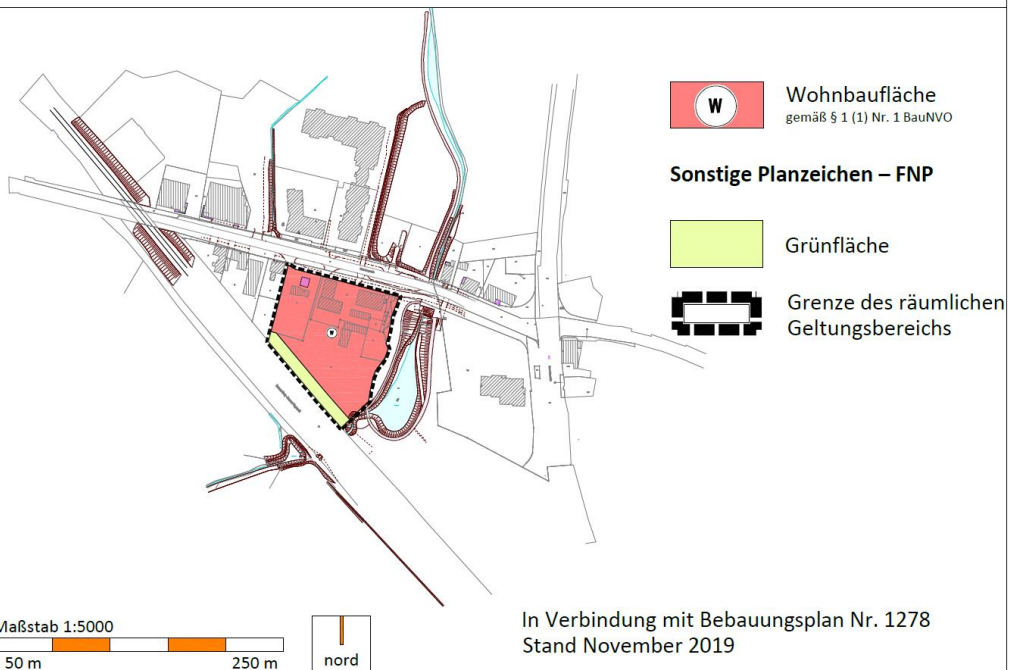 W
Wohnbaufläche
gemäß § 1 (1) Nr. 1 BauNVO
Sonstige Planzeichen – FNP
Grünfläche
Grenze des räumlichen
Geltungsbereichs
W
Maßstab 1:5000
50 m
250 m
nord
In Verbindung mit Bebauungsplan Nr. 1278
Stand November 2019